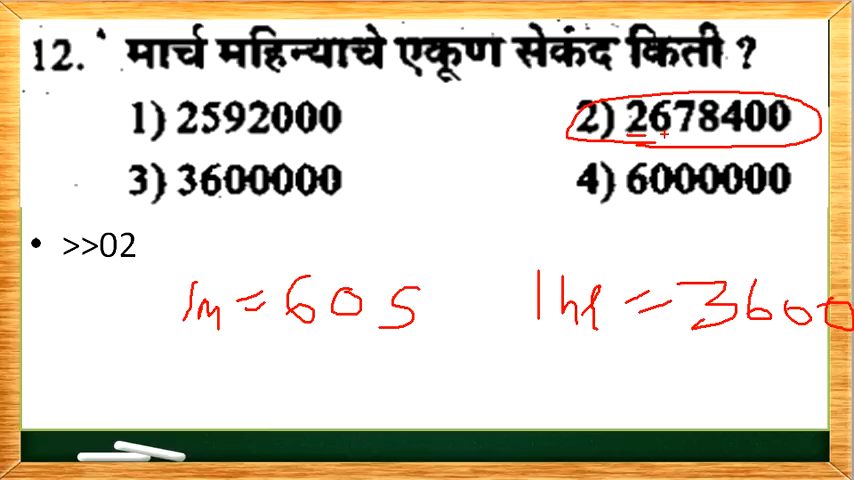 12. मार्च महिन्याचे एकूण सेकंद किती ?
1) 2592000 2) 2678400
3) 3600000 4) 6000000
• >>02
1m = 60 s 1hr = 3600